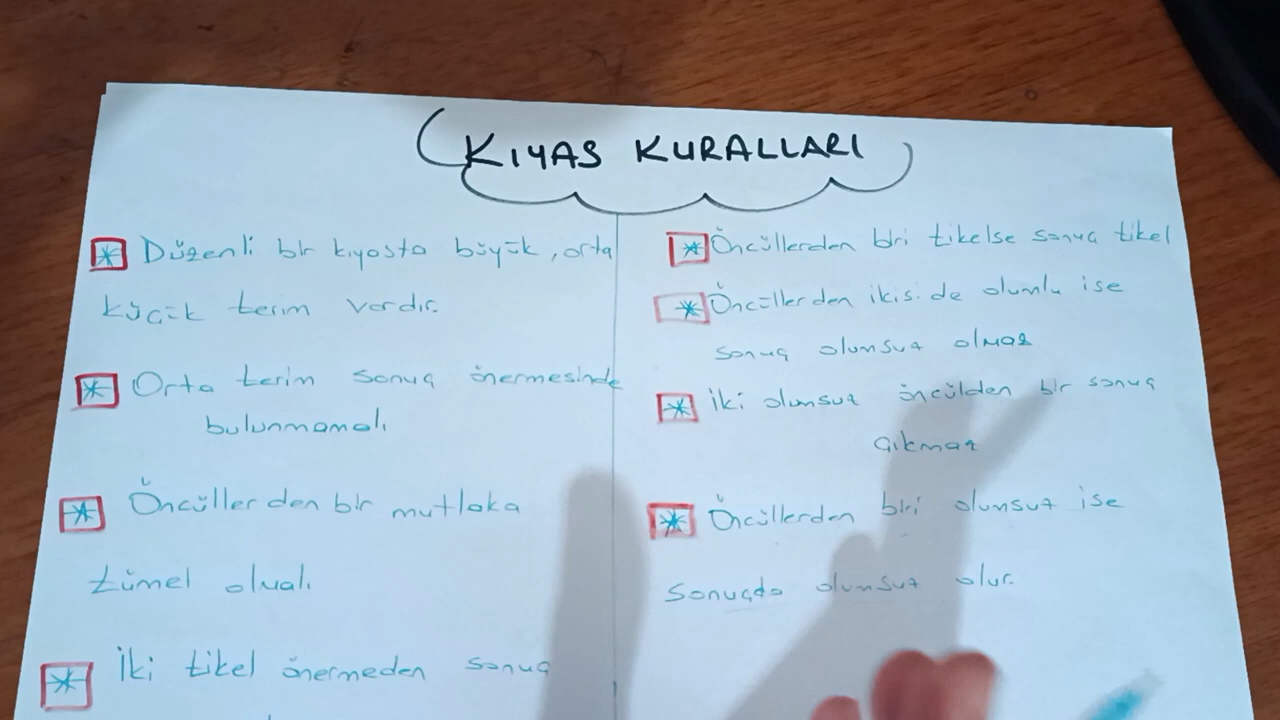 KIYAS KURALLARI
Düzenli bir kıyasta büyük, orta
küçük terim vardır.
Orta terim sonuç önermesinde
bulunmamalı
Öncüllerden bir mutlaka
tümel olmalı
İki tikel önermeden sonuç
Öncüllerden biri tikelse sonuç tikel
Öncüllerden ikisi de olumlu ise
sonuç olumsuz olmaz
İki olumsuz öncülden bir sonuç
çıkmaz
Öncüllerden biri olumsuz ise
sonuçda olumsuz olur.